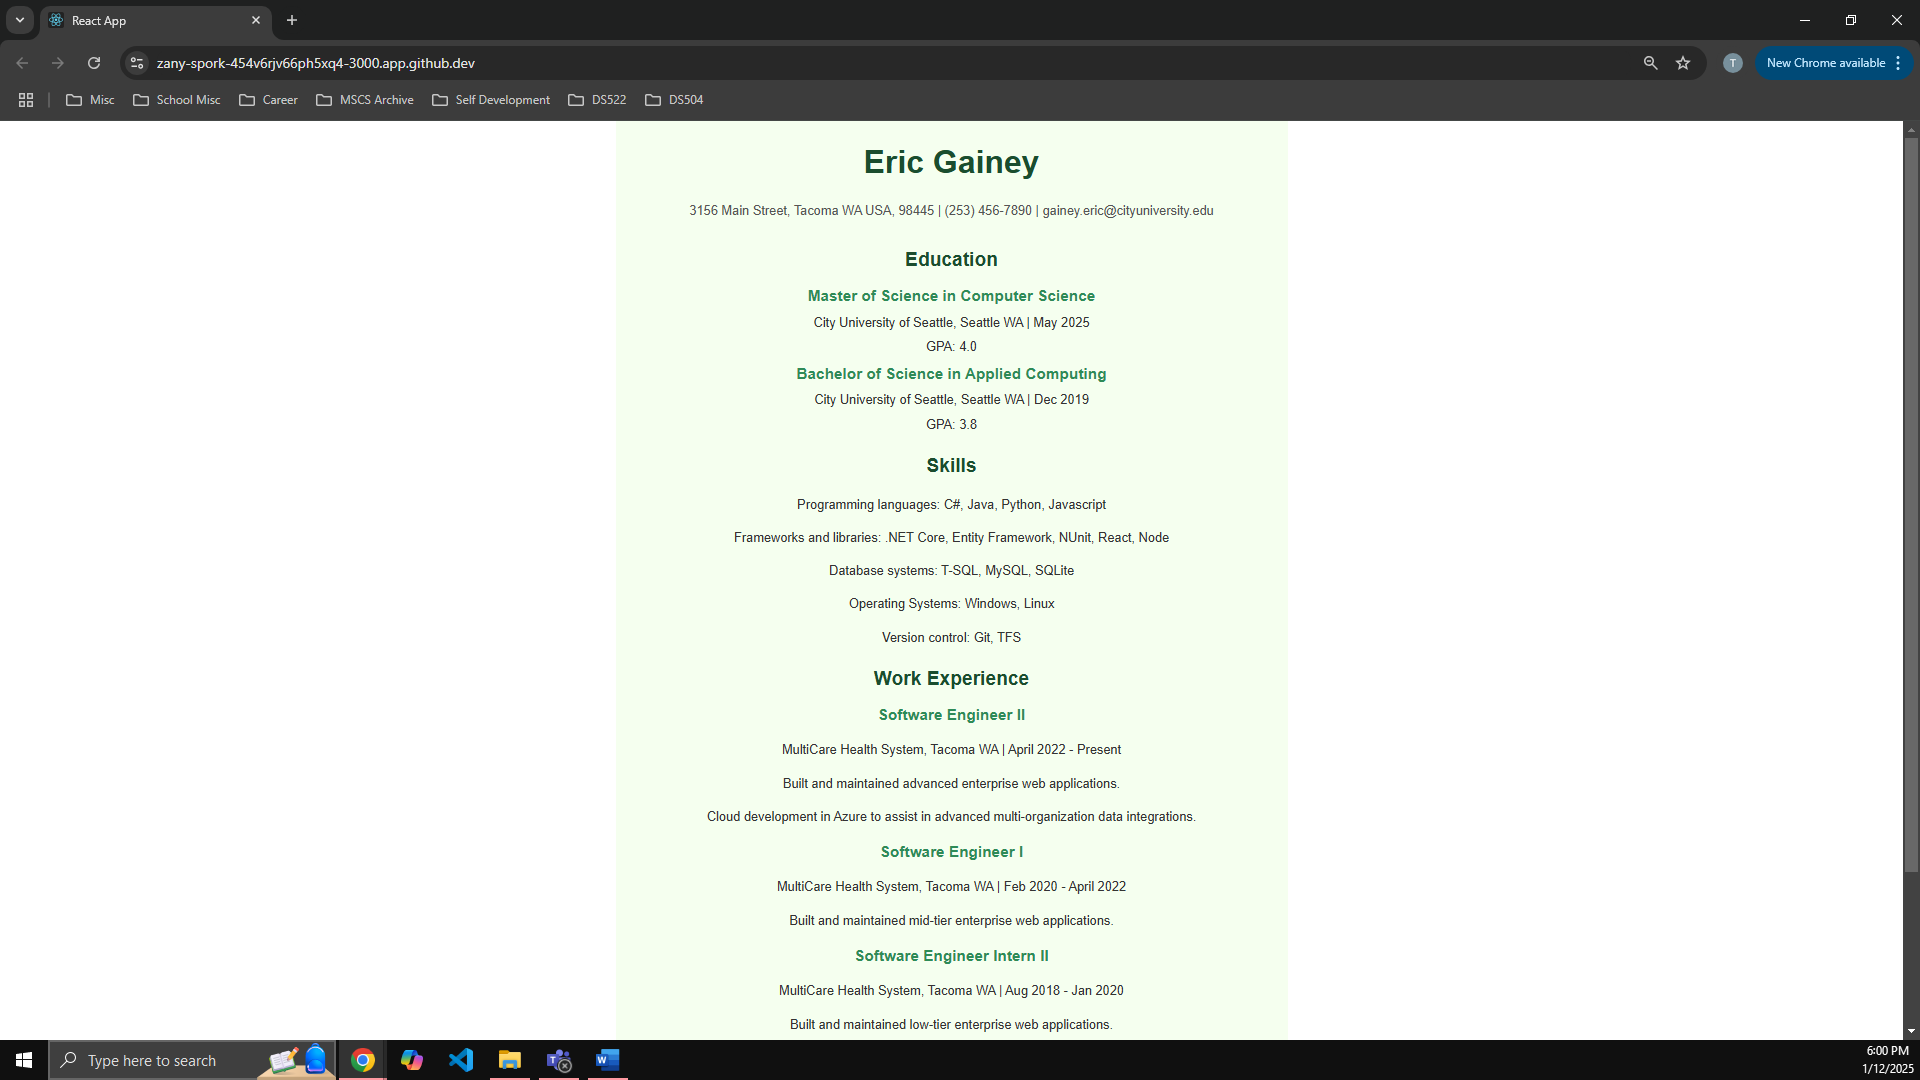 React App
zany-spork-454v6rjv66ph5xq4-3000.app.github.dev
T
New Chrome available
Misc
School Misc
Career
MSCS Archive
Self Development
DS522
DS504
Eric Gainey
3156 Main Street, Tacoma WA USA, 98445 | (253) 456-7890 | gainey.eric@cityuniversity.edu
Education
Master of Science in Computer Science
City University of Seattle, Seattle WA | May 2025
GPA: 4.0
Bachelor of Science in Applied Computing
City University of Seattle, Seattle WA | Dec 2019
GPA: 3.8
Skills
Programming languages: C#, Java, Python, Javascript
Frameworks and libraries: .NET Core, Entity Framework, NUnit, React, Node
Database systems: T-SQL, MySQL, SQLite
Operating Systems: Windows, Linux
Version control: Git, TFS
Work Experience
Software Engineer II
MultiCare Health System, Tacoma WA | April 2022 - Present
Built and maintained advanced enterprise web applications.
Cloud development in Azure to assist in advanced multi-organization data integrations.
Software Engineer I
MultiCare Health System, Tacoma WA | Feb 2020 - April 2022
Built and maintained mid-tier enterprise web applications.
Software Engineer Intern II
MultiCare Health System, Tacoma WA | Aug 2018 - Jan 2020
Built and maintained low-tier enterprise web applications.
Type here to search
6:00 PM
1/12/2025